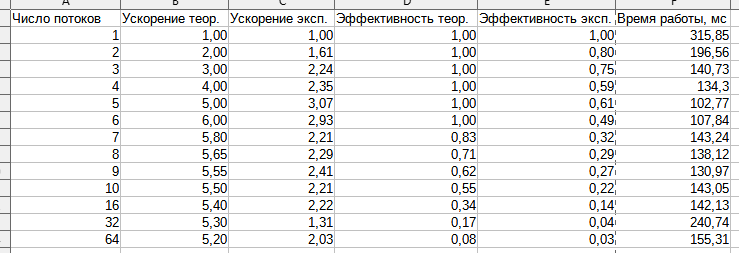 A B C D E F
Число потоков Ускорение теор. Ускорение эксп. Эффективность теор. Эффективность эксп. Время работы, мс
1 1,00 1,00 1,00 1,00 315,85
2 2,00 1,61 1,00 0,80 196,56
3 3,00 2,24 1,00 0,75 140,73
4 4,00 2,35 1,00 0,59 134,3
5 5,00 3,07 1,00 0,61 102,77
6 6,00 2,93 1,00 0,49 107,84
7 5,80 2,21 0,83 0,32 143,24
8 5,65 2,29 0,71 0,29 138,12
9 5,55 2,41 0,62 0,27 130,97
10 5,50 2,21 0,55 0,22 143,05
16 5,40 2,22 0,34 0,14 142,13
32 5,30 1,31 0,17 0,04 240,74
64 5,20 2,03 0,08 0,03 155,31